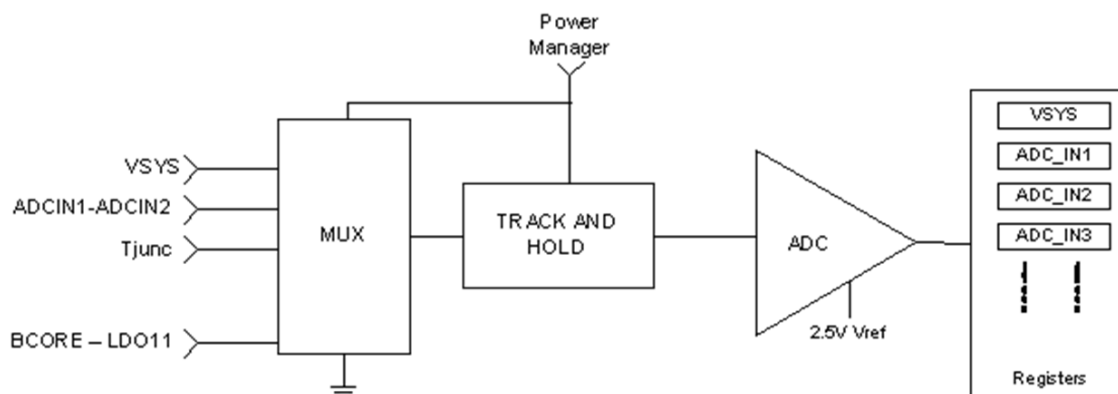 Power
Manager
VSYS
ADCIN1-ADCIN2
Tjunc
BCORE – LDO11
MUX
TRACK AND
HOLD
ADC
2.5V Vref
VSYS
ADC_IN1
ADC_IN2
ADC_IN3
Registers